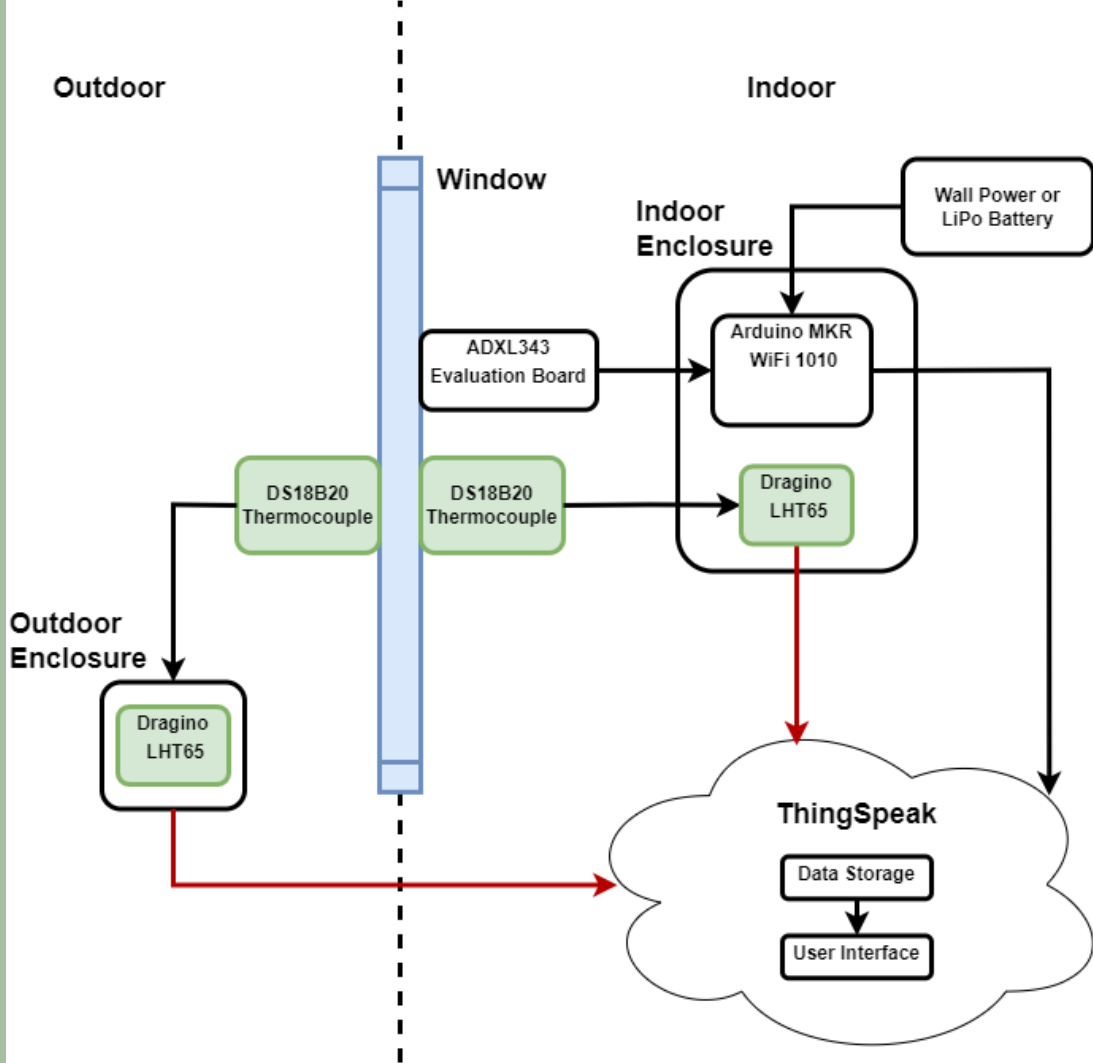 Outdoor
Indoor
Window
Wall Power or
LiPo Battery
Indoor
Enclosure
Arduino MKR
WiFi 1010
ADXL343
Evaluation Board
DS18B20
Thermocouple
DS18B20
Thermocouple
Dragino
LHT65
Outdoor
Enclosure
Dragino
LHT65
ThingSpeak
Data Storage
User Interface